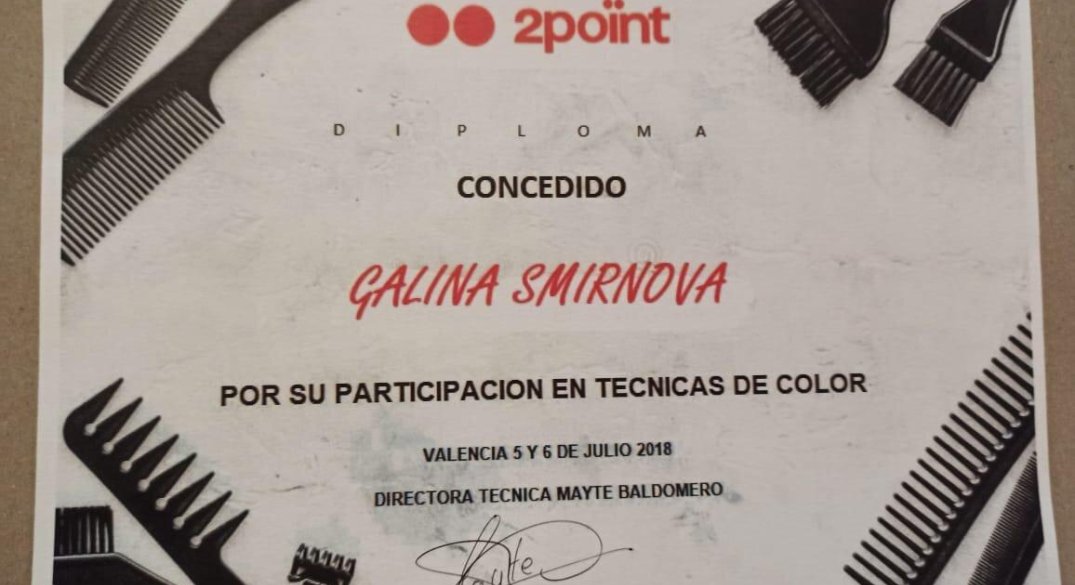 2poïnt
DIPLOMA
CONCEDIDO
GALINA SMIRNOVA
POR SU PARTICIPACION EN TECNICAS DE COLOR
VALENCIA 5 Y 6 DE JULIO 2018
DIRECTORA TECNICA MAYTE BALDOMERO